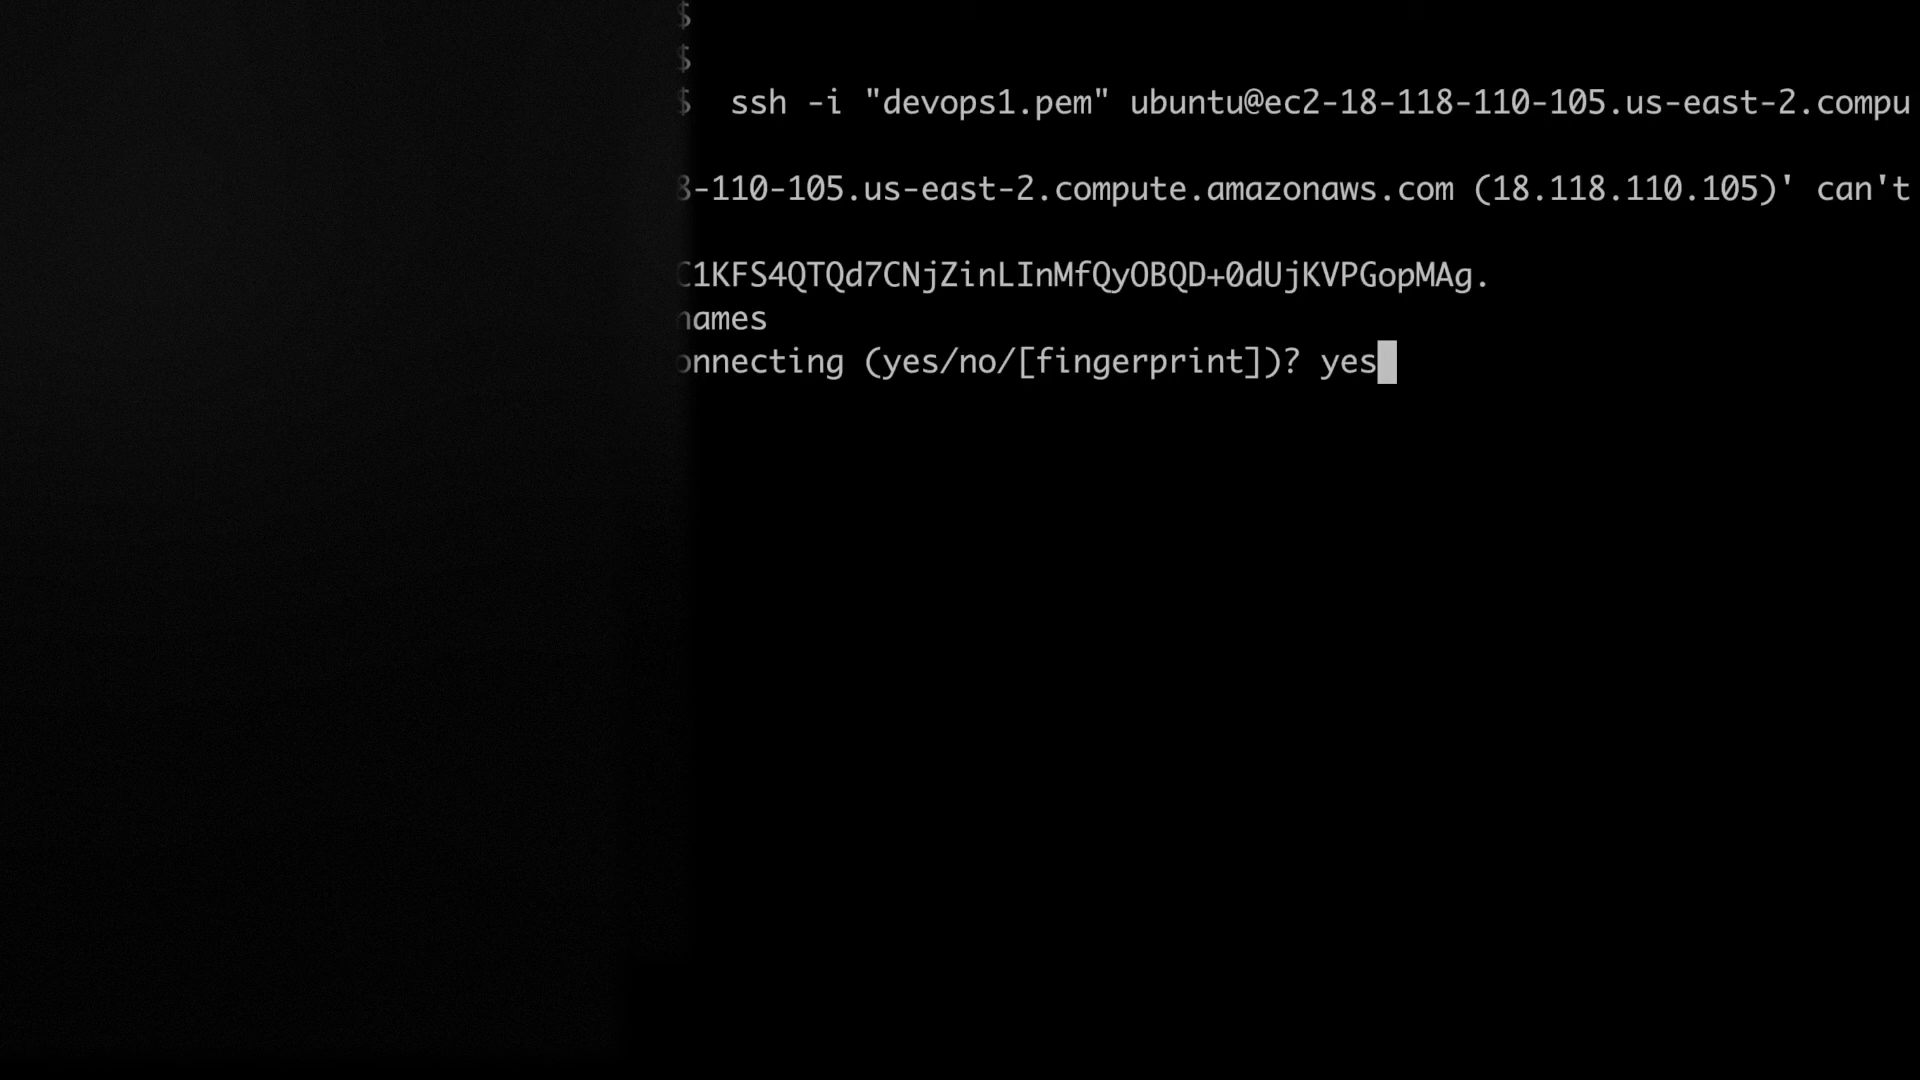 $
$
$ ssh -i "devops1.pem" ubuntu@ec2-18-118-110-105.us-east-2.compu
8-110-105.us-east-2.compute.amazonaws.com (18.118.110.105)' can't
C1KFS4QTQd7CNjZinLInMfQyOBQD+0dUjKVPGopMAg.
names
onnecting (yes/no/[fingerprint])? yes